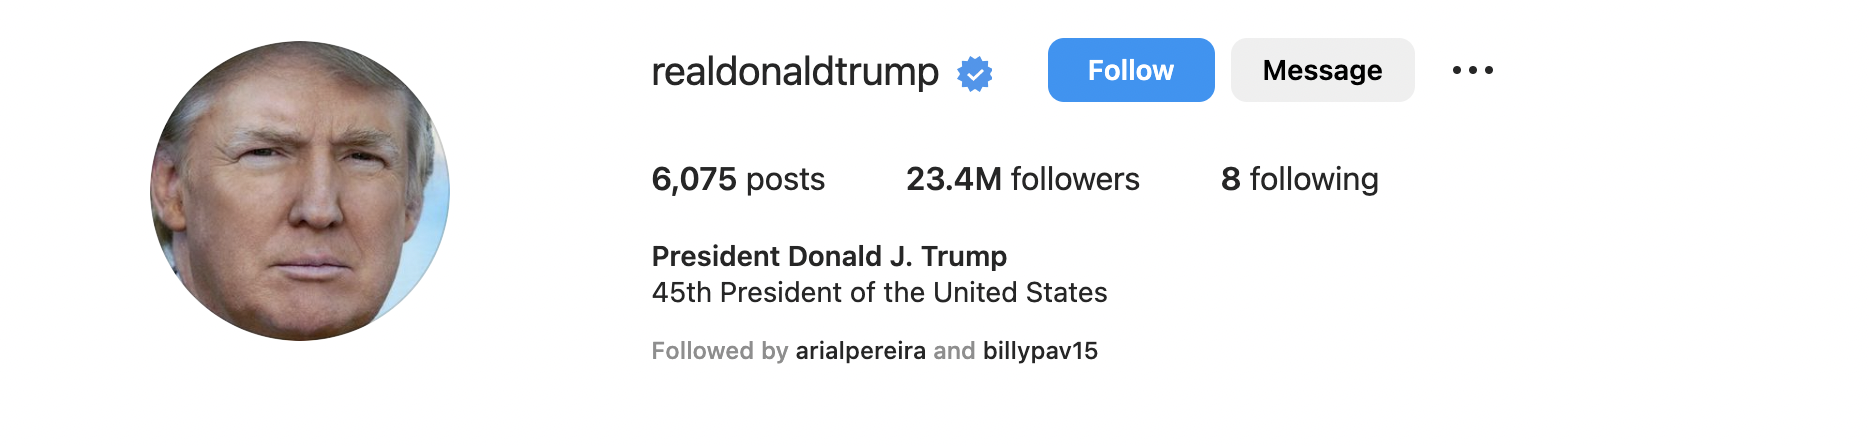 realdonaldtrump Follow Message
6,075 posts 23.4M followers 8 following
President Donald J. Trump
45th President of the United States
Followed by arialpereira and billypav15